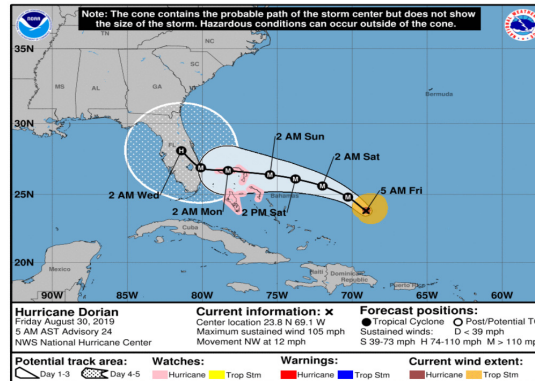 Note: The cone contains the probable path of the storm center but does not show
the size of the storm. Hazardous conditions can occur outside of the cone.
NOAA
35N
NC
SC
MS
AL
GA
Bermuda
30N
2 AM Sun
FL
2 AM Sat
5 AM Fri
2 AM Wed
25N
2 AM Mon
2 PM Sat
Bahamas
Cuba
20N
Mexico
Haiti
Dominican
Republic
Puerto Rico
90W
85W
80W
75W
70W
65W
Hurricane Dorian
Friday August 30, 2019
5 AM AST Advisory 24
NWS National Hurricane Center
Current information: x
Center location 23.8 N 69.1 W
Maximum sustained wind 105 mph
Movement NW at 12 mph
Forecast positions:
Tropical Cyclone
Post/Potential TC
Sustained winds:
D < 39 mph
S 39-73 mph
H 74-110 mph
M > 110 mph
Potential track area:
Day 1-3
Day 4-5
Watches:
Hurricane
Trop Stm
Warnings:
Hurricane
Trop Stm
Current wind extent:
Hurricane
Trop Stm